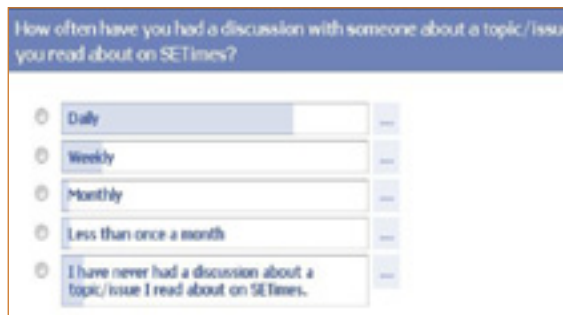 How often have you had a discussion with someone about a topic/issu
you read about on SETimes?
Daily
...
Weekly
...
Monthly
...
Less than once a month
...
I have never had a discussion about a
topic/issue I read about on SETimes.
...